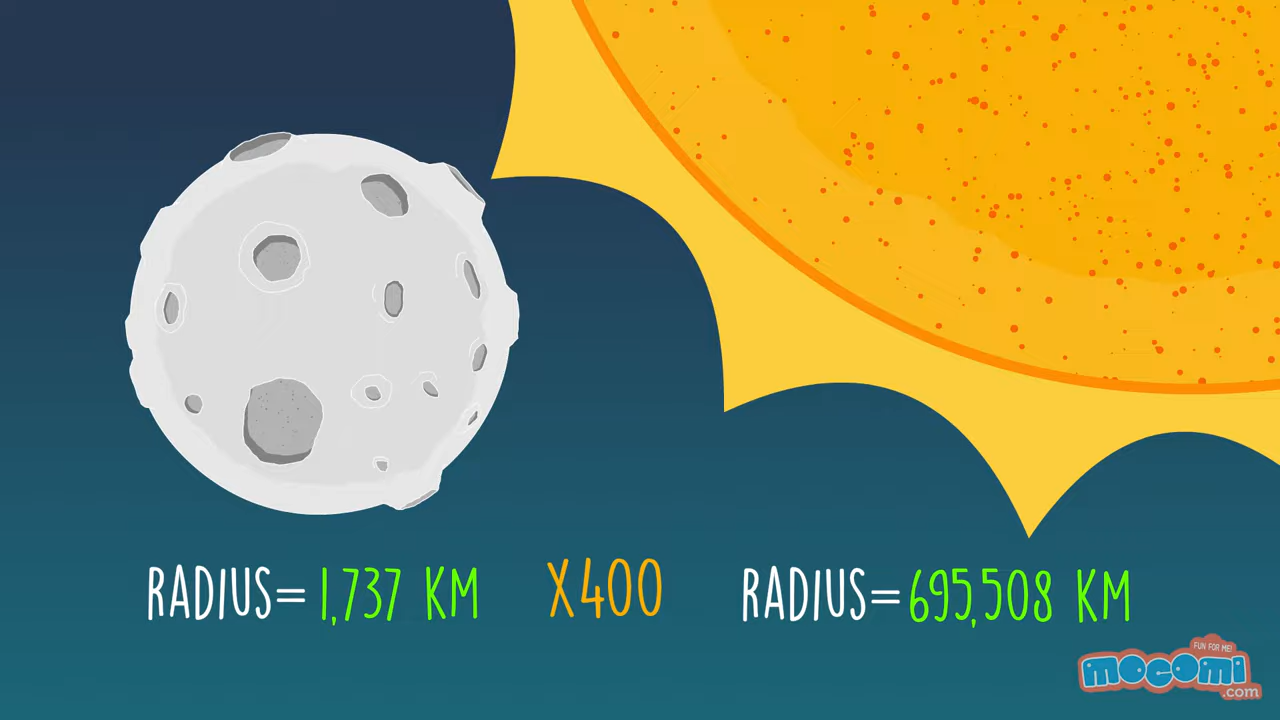 RADIUS= 1,737 KM X400 RADIUS= 695,508 KM
FUN FOR ME!
mocomi
.com